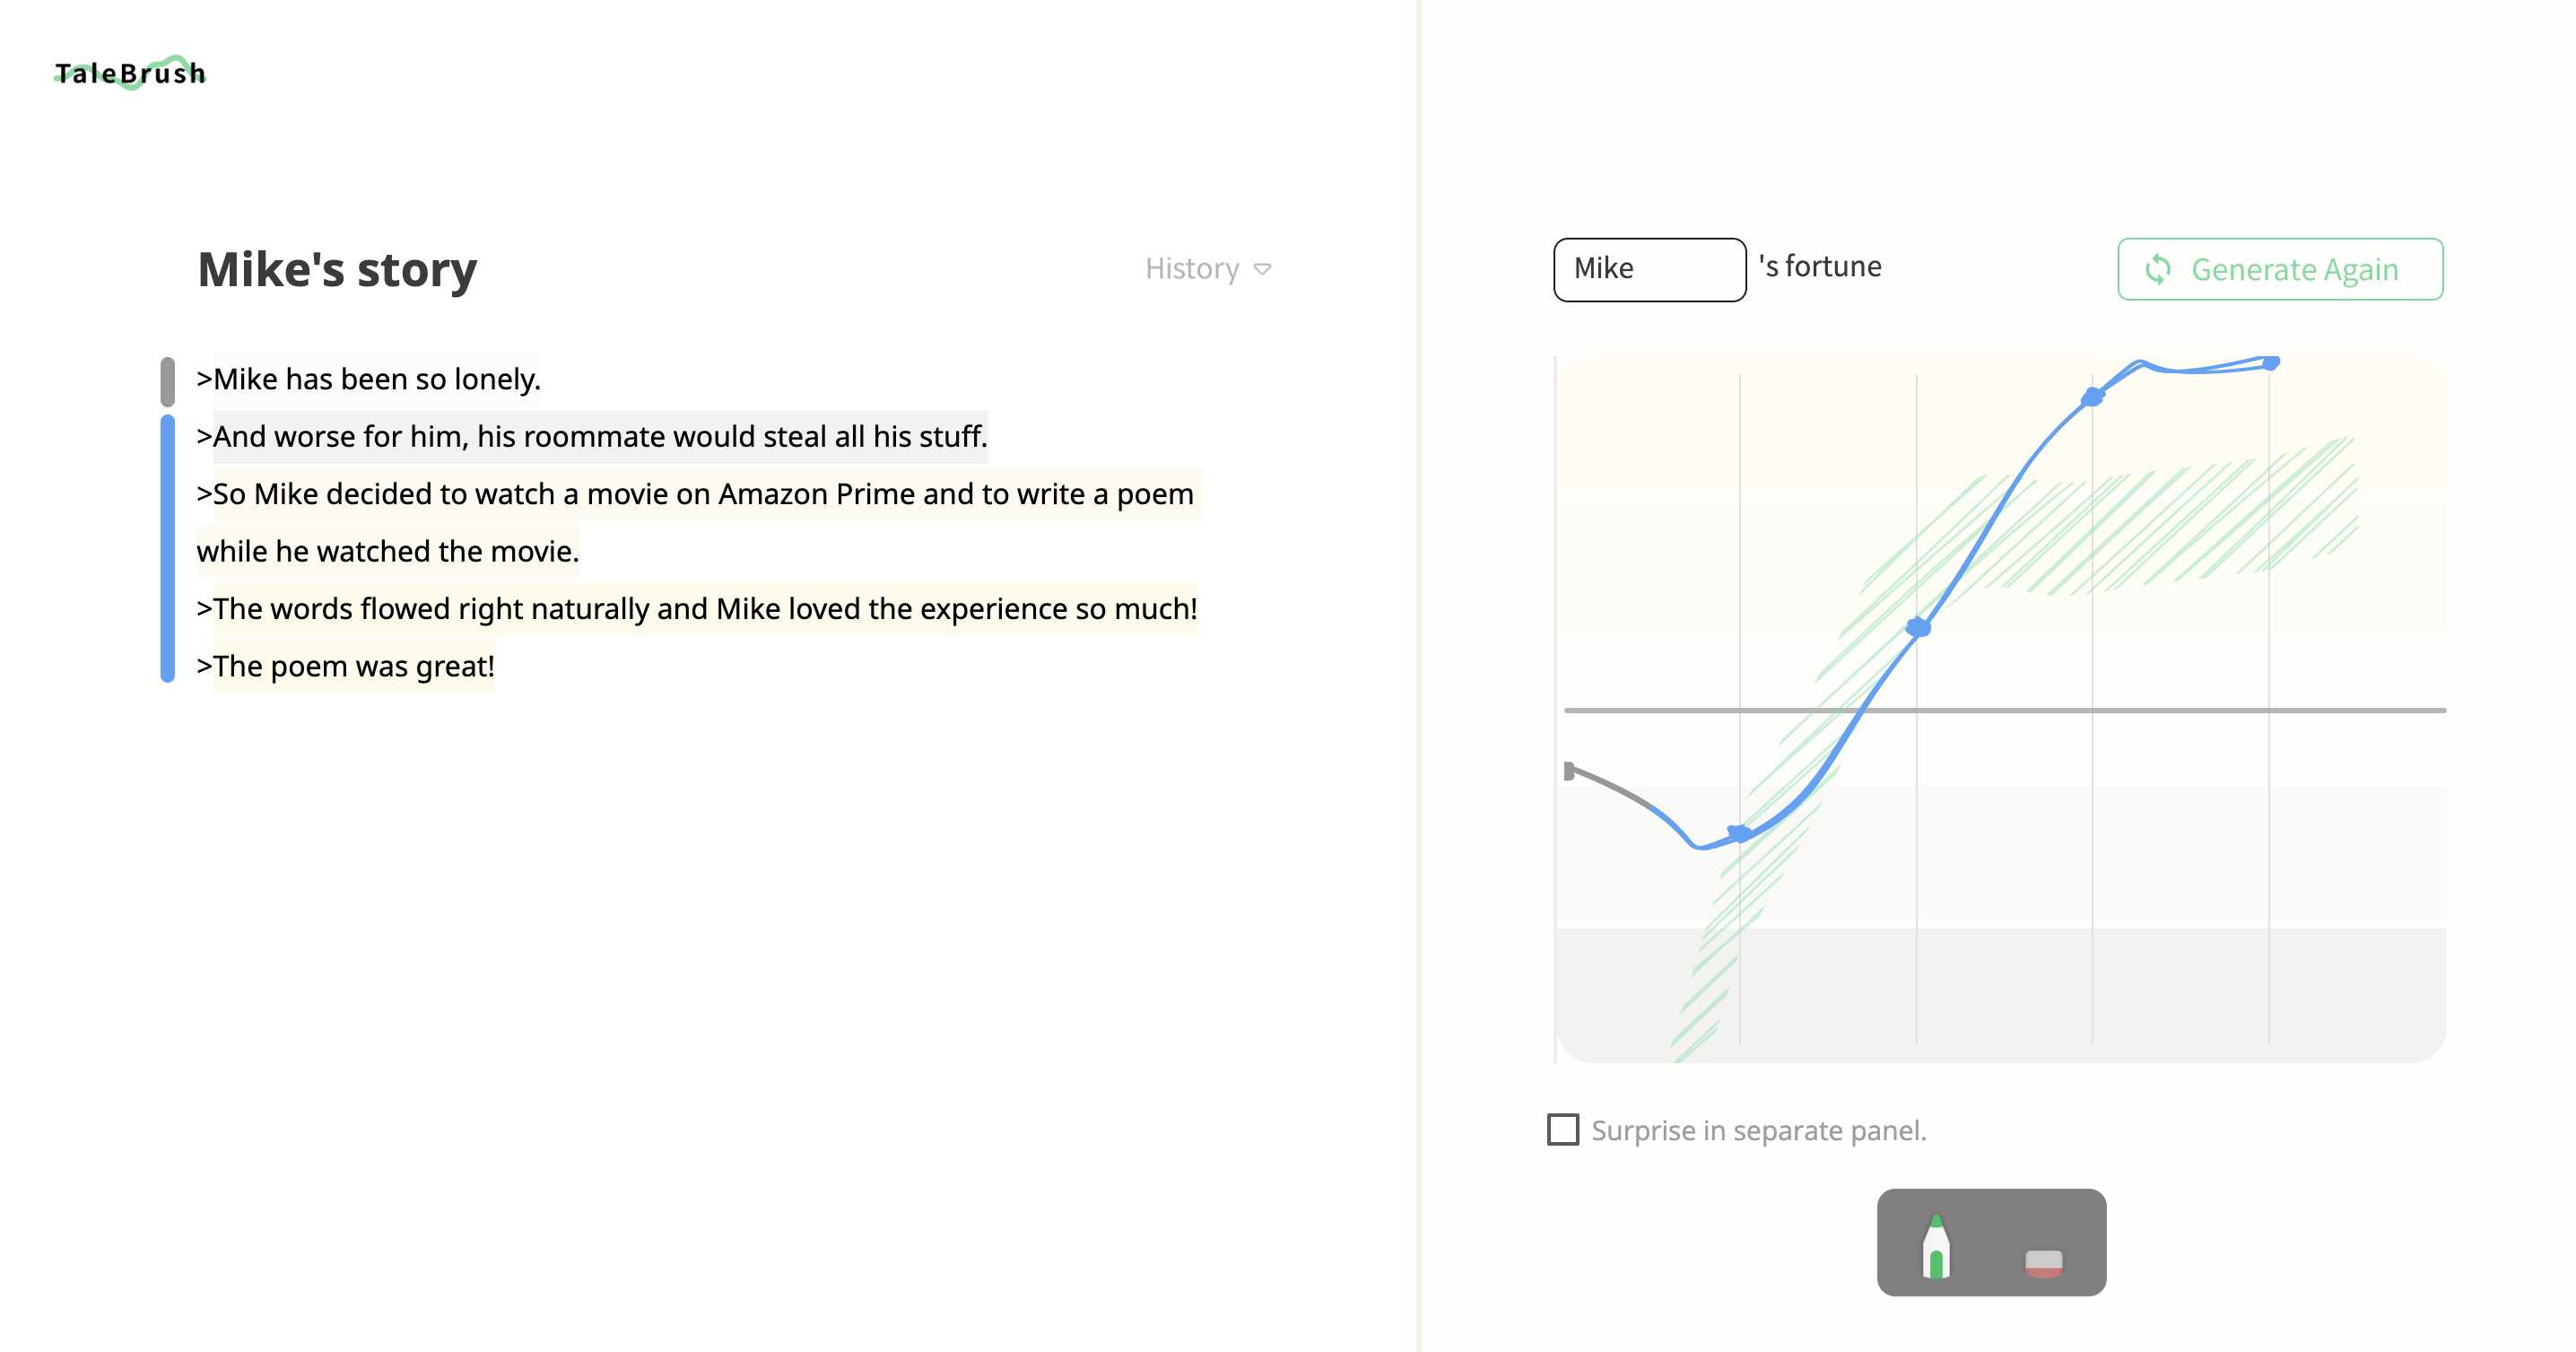 TaleBrush
Mike's story
History
>Mike has been so lonely.
>And worse for him, his roommate would steal all his stuff.
>So Mike decided to watch a movie on Amazon Prime and to write a poem
while he watched the movie.
>The words flowed right naturally and Mike loved the experience so much!
>The poem was great!
Mike 's fortune
Generate Again
Surprise in separate panel.